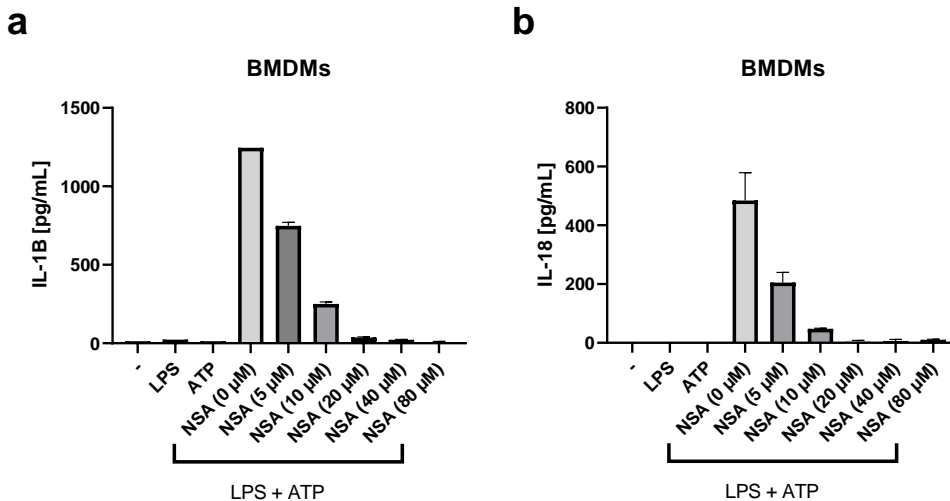 a
BMDMs
IL-1B [pg/mL]
1500
1000
500
0
-
LPS
ATP
NSA (0 µM)
NSA (5 µM)
NSA (10 µM)
NSA (20 µM)
NSA (40 µM)
NSA (80 µM)
LPS + ATP
b
BMDMs
IL-18 [pg/mL]
800
600
400
200
0
-
LPS
ATP
NSA (0 µM)
NSA (5 µM)
NSA (10 µM)
NSA (20 µM)
NSA (40 µM)
NSA (80 µM)
LPS + ATP